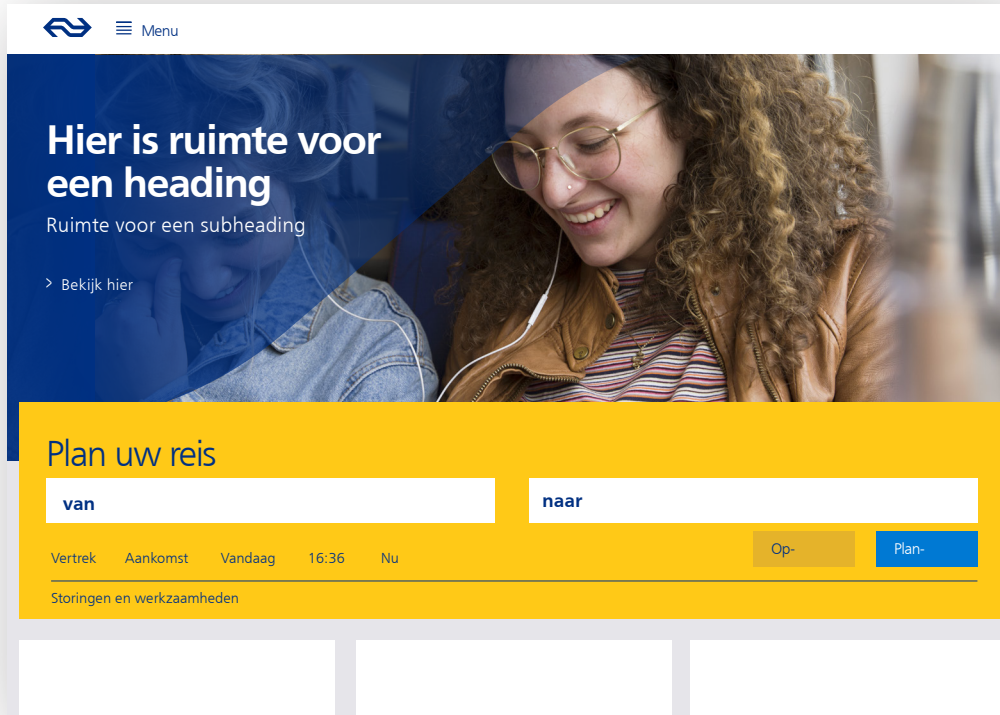 Menu
Hier is ruimte voor
een heading
Ruimte voor een subheading
Bekijk hier
Plan uw reis
van
naar
Vertrek Aankomst Vandaag 16:36 Nu
Op-
Plan-
Storingen en werkzaamheden